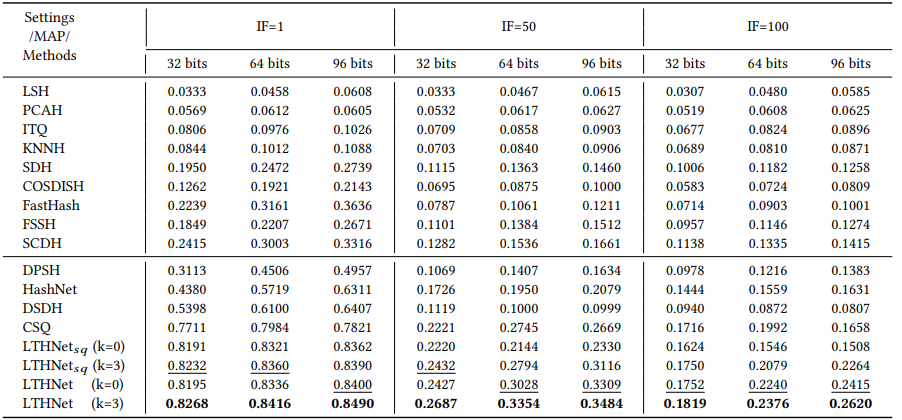 Settings /MAP/ Methods IF=1 IF=50 IF=100
32 bits 64 bits 96 bits 32 bits 64 bits 96 bits 32 bits 64 bits 96 bits
LSH 0.0333 0.0458 0.0608 0.0333 0.0467 0.0615 0.0307 0.0480 0.0585
PCAH 0.0569 0.0612 0.0605 0.0532 0.0617 0.0627 0.0519 0.0608 0.0625
ITQ 0.0806 0.0976 0.1026 0.0709 0.0858 0.0903 0.0677 0.0824 0.0896
KNNH 0.0844 0.1012 0.1088 0.0703 0.0840 0.0906 0.0689 0.0810 0.0871
SDH 0.1950 0.2472 0.2739 0.1115 0.1363 0.1460 0.1006 0.1182 0.1258
COSDISH 0.1262 0.1921 0.2143 0.0695 0.0875 0.1000 0.0583 0.0724 0.0809
FastHash 0.2239 0.3161 0.3636 0.0787 0.1061 0.1211 0.0714 0.0903 0.1001
FSSH 0.1849 0.2207 0.2671 0.1101 0.1384 0.1512 0.0957 0.1146 0.1274
SCDH 0.2415 0.3003 0.3316 0.1282 0.1536 0.1661 0.1138 0.1335 0.1415
DPSH 0.3113 0.4506 0.4957 0.1069 0.1407 0.1634 0.0978 0.1216 0.1383
HashNet 0.4380 0.5719 0.6311 0.1726 0.1950 0.2079 0.1444 0.1559 0.1631
DSDH 0.5398 0.6100 0.6407 0.1119 0.1000 0.0999 0.0940 0.0872 0.0807
CSQ 0.7711 0.7984 0.7821 0.2221 0.2745 0.2669 0.1716 0.1992 0.1658
LTHNetsq (k=0) 0.8191 0.8321 0.8362 0.2220 0.2144 0.2330 0.1624 0.1546 0.1508
LTHNetsq (k=3) 0.8232 0.8360 0.8390 0.2432 0.2794 0.3116 0.1750 0.2079 0.2264
LTHNet (k=0) 0.8195 0.8336 0.8400 0.2427 0.3028 0.3309 0.1752 0.2240 0.2415
LTHNet (k=3) 0.8268 0.8416 0.8490 0.2687 0.3354 0.3484 0.1819 0.2376 0.2620